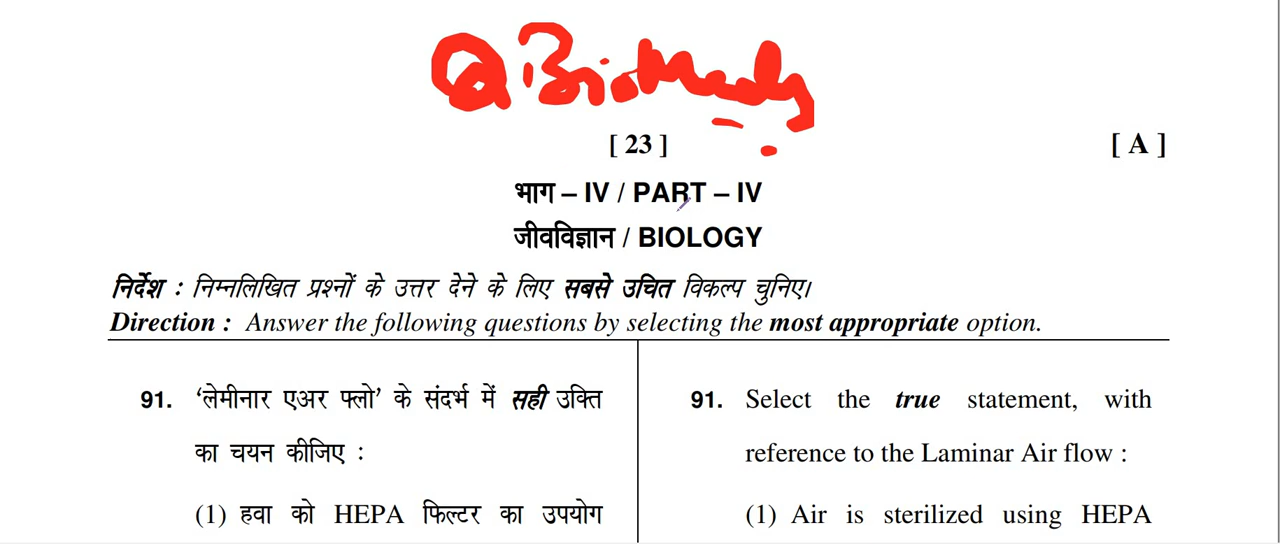 [ 23 ]
[ A ]
भाग – IV / PART – IV
जीवविज्ञान / BIOLOGY
निर्देश : निम्नलिखित प्रश्नों के उत्तर देने के लिए सबसे उचित विकल्प चुनिए।
Direction : Answer the following questions by selecting the most appropriate option.
91. ‘लेमीनार एअर फ्लो’ के संदर्भ में सही उक्ति
का चयन कीजिए :
(1) हवा को HEPA फिल्टर का उपयोग
91. Select the true statement, with
reference to the Laminar Air flow :
(1) Air is sterilized using HEPA